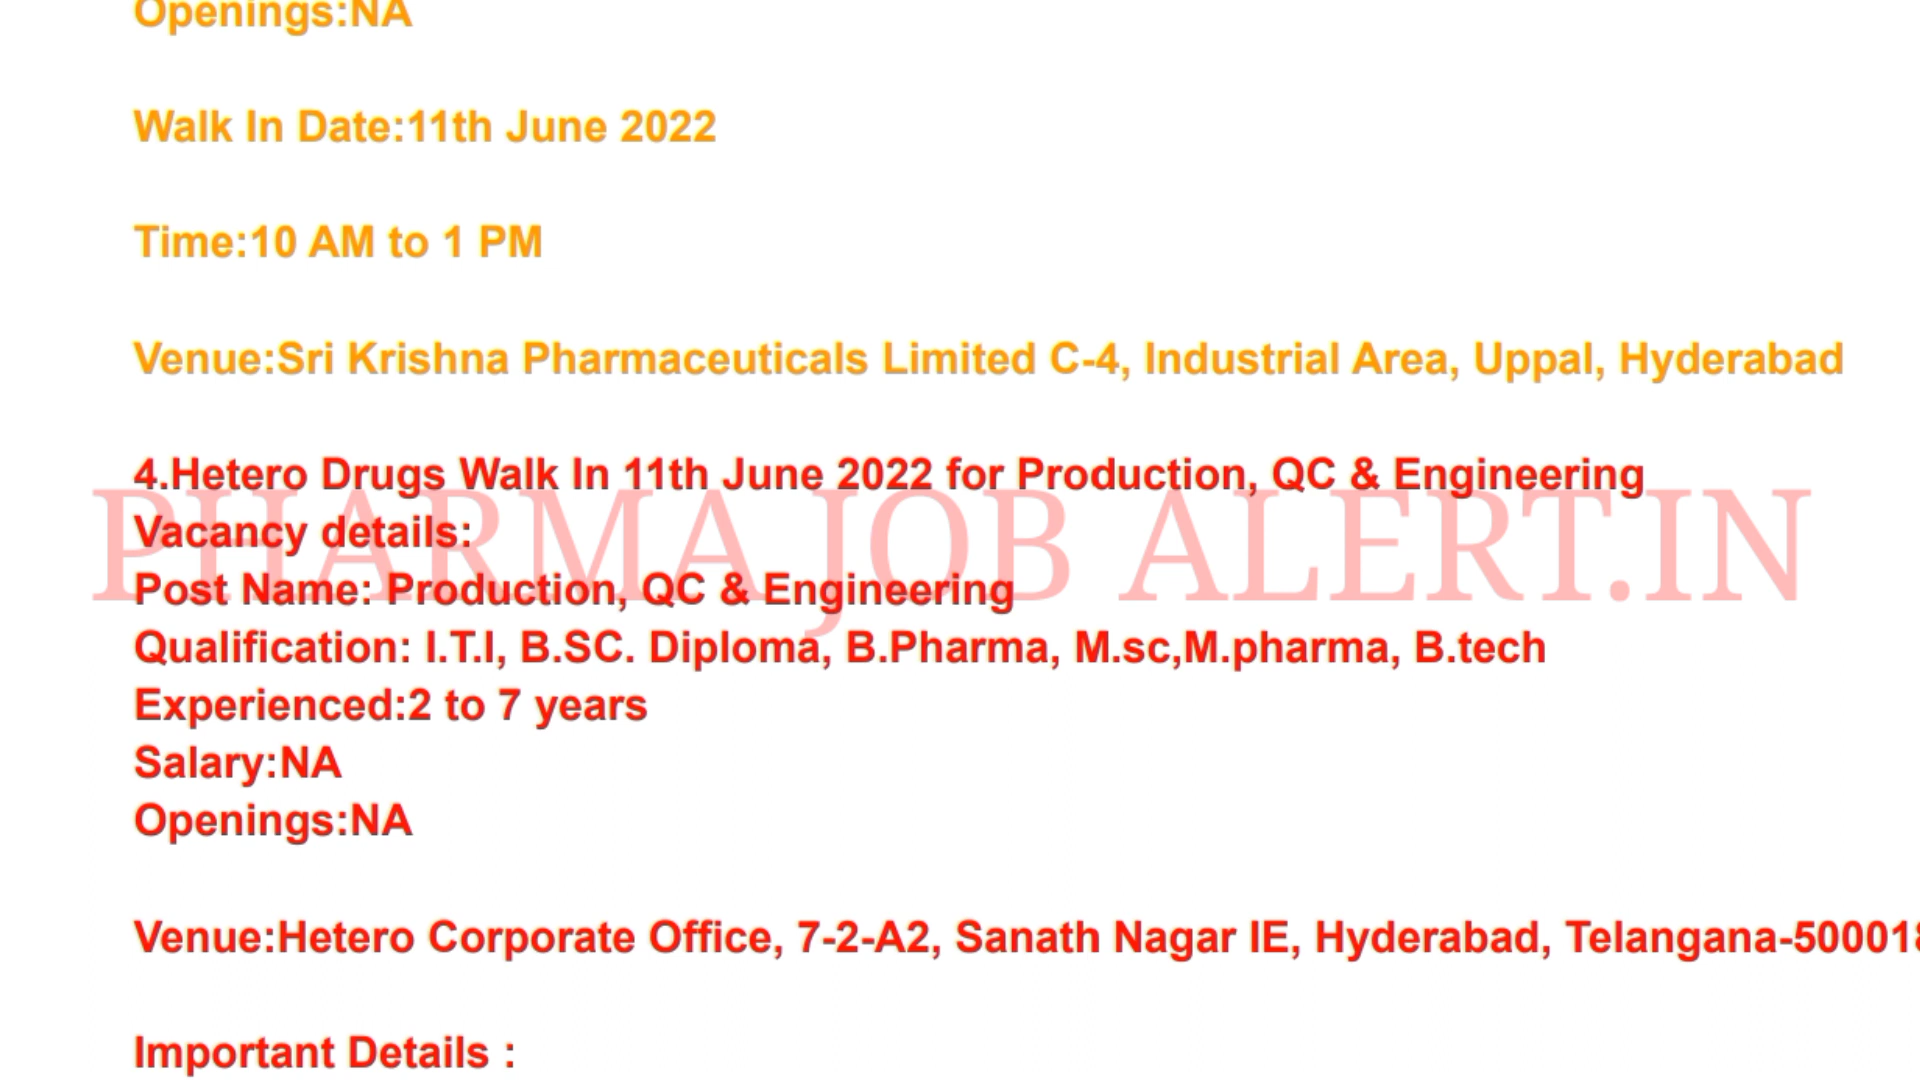 Openings:NA
Walk In Date:11th June 2022
Time:10 AM to 1 PM
Venue:Sri Krishna Pharmaceuticals Limited C-4, Industrial Area, Uppal, Hyderabad
4.Hetero Drugs Walk In 11th June 2022 for Production, QC & Engineering
PHARMA JOB ALERT.IN
Vacancy details:
Post Name: Production, QC & Engineering
Qualification: I.T.I, B.SC. Diploma, B.Pharma, M.sc,M.pharma, B.tech
Experienced:2 to 7 years
Salary:NA
Openings:NA
Venue:Hetero Corporate Office, 7-2-A2, Sanath Nagar IE, Hyderabad, Telangana-500018
Important Details :